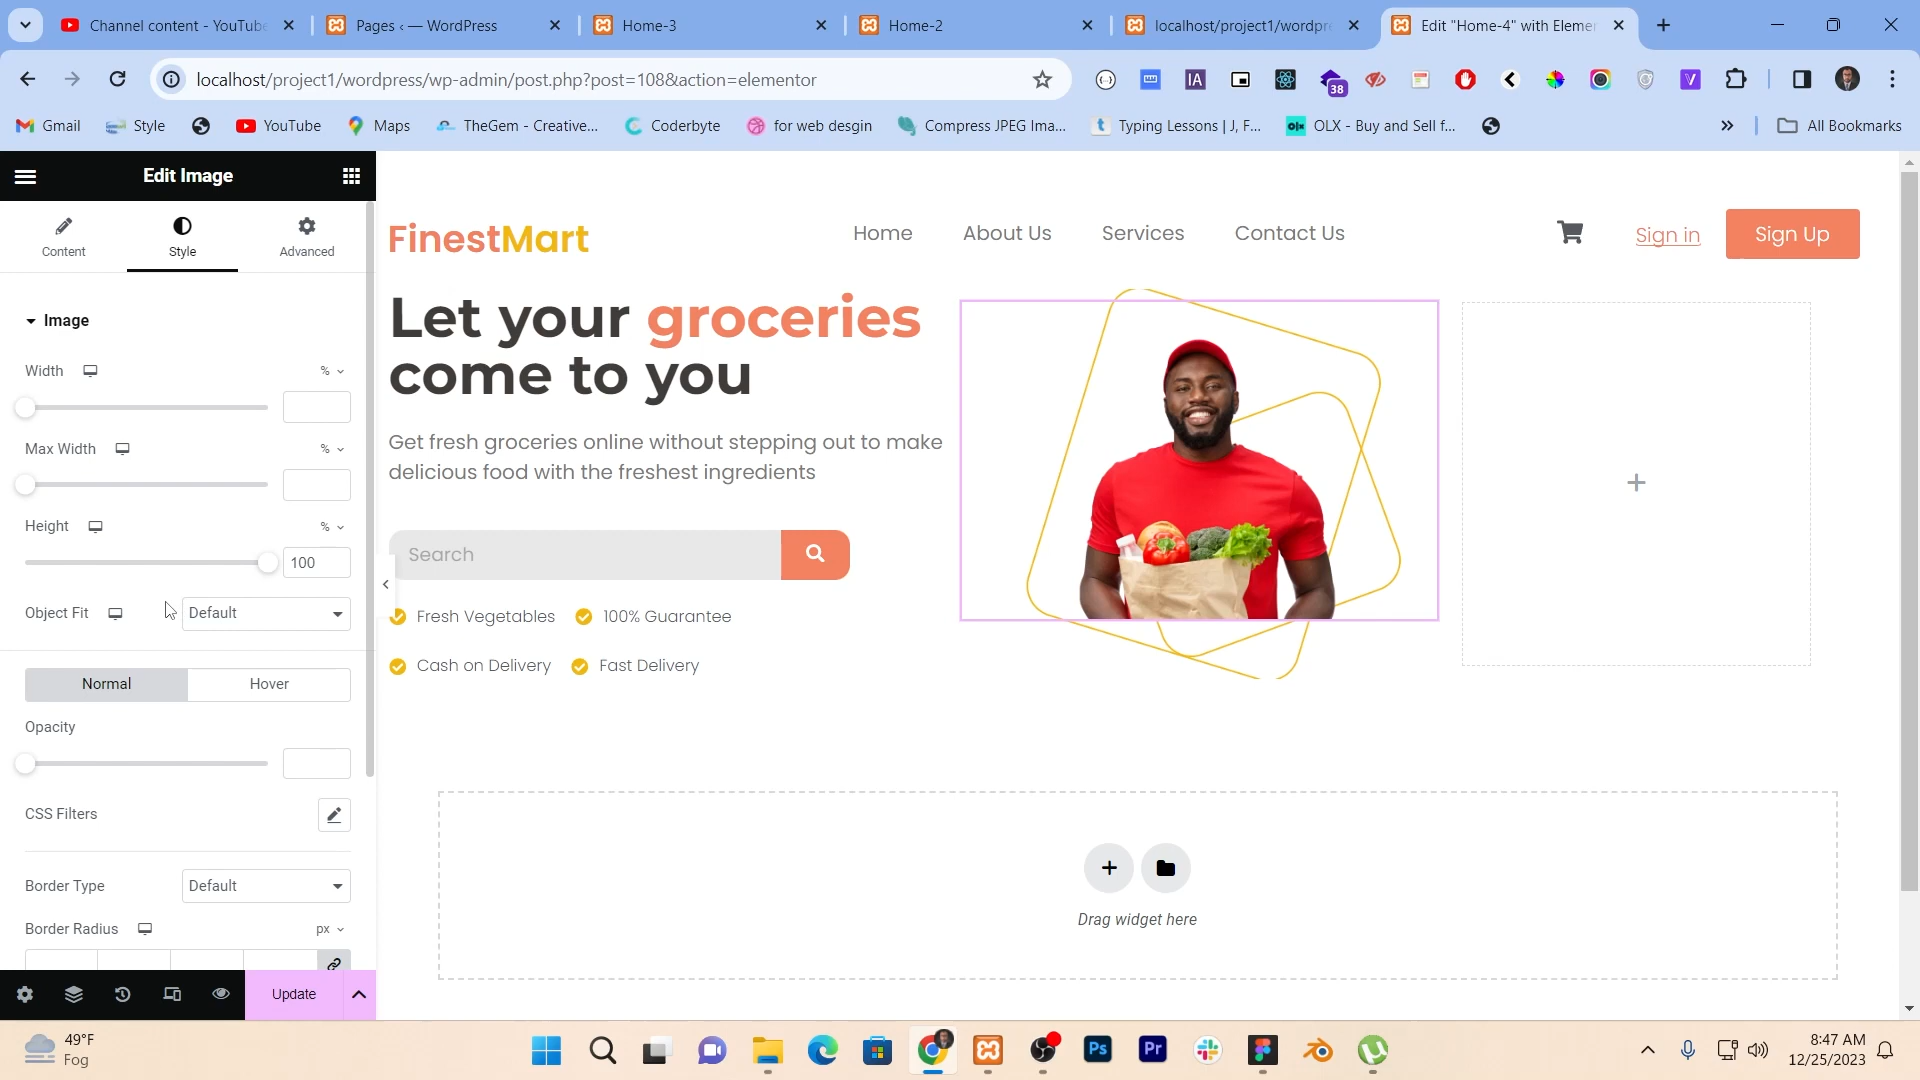 Channel content - YouTube
Pages ‹ — WordPress
Home-3
Home-2
localhost/project1/wordpr
Edit "Home-4" with Elemen
localhost/project1/wordpress/wp-admin/post.php?post=108&action=elementor
IA
38
V
Gmail
Style
YouTube
Maps
TheGem - Creative...
Coderbyte
for web desgin
Compress JPEG Ima...
Typing Lessons | J, F...
OLX - Buy and Sell f...
All Bookmarks
Edit Image
Content
Style
Advanced
Image
Width
%
Max Width
%
Height
%
100
Object Fit
Default
Normal
Hover
Opacity
CSS Filters
Border Type
Default
Border Radius
px
Update
FinestMart
Home
About Us
Services
Contact Us
Sign in
Sign Up
Let your groceries
come to you
Get fresh groceries online without stepping out to make
delicious food with the freshest ingredients
Search
Fresh Vegetables
100% Guarantee
Cash on Delivery
Fast Delivery
Drag widget here
49°F
Fog
Ps
Pr
8:47 AM
12/25/2023